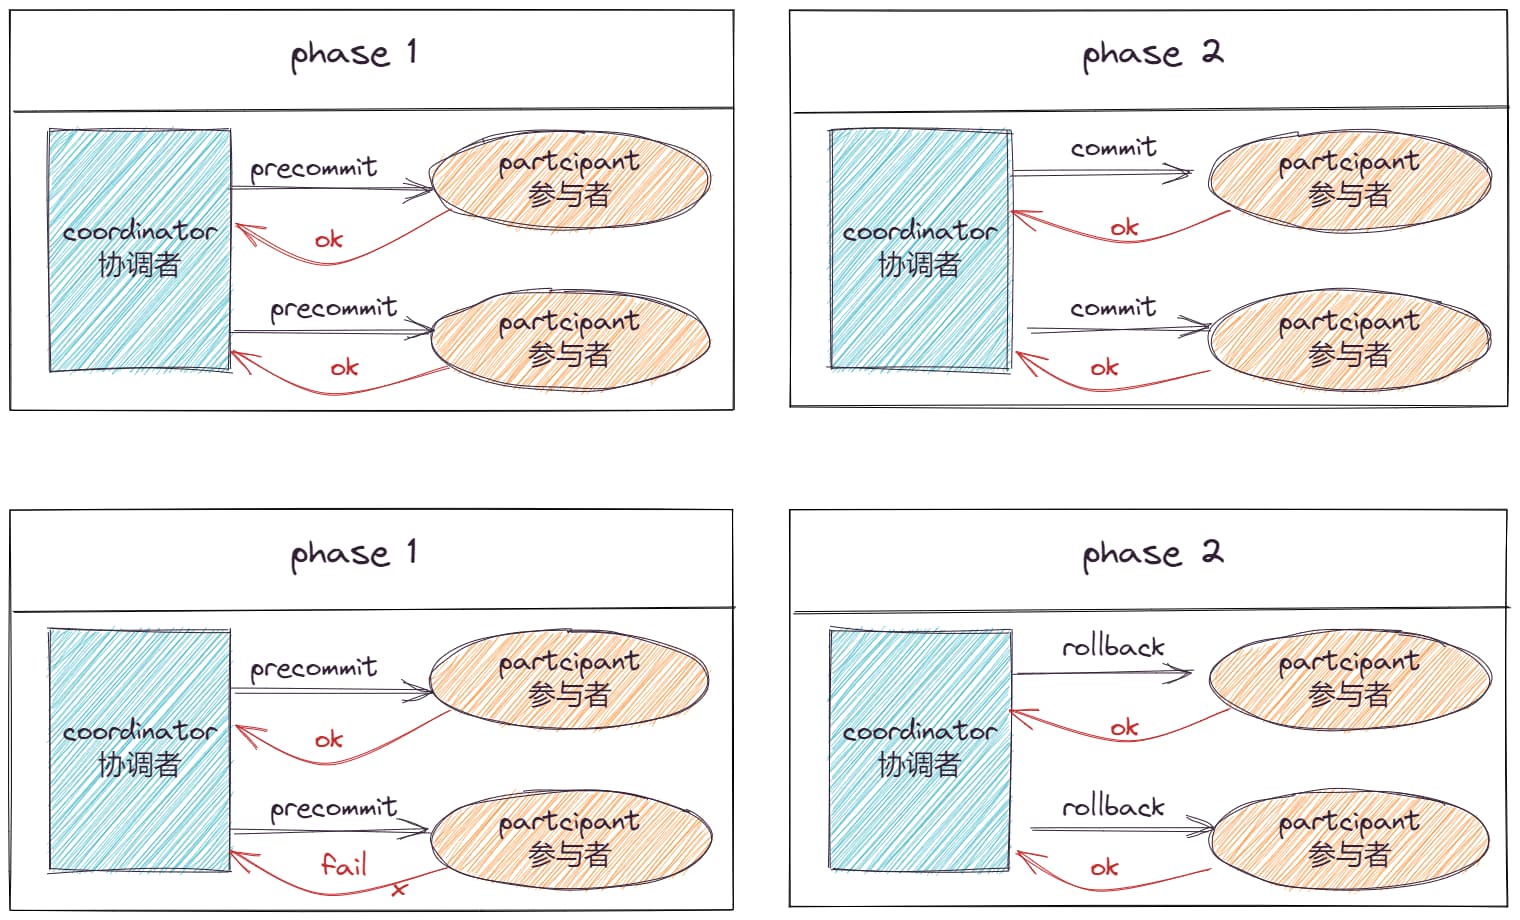 phase 1
precommit
partcipant
参与者
ok
coordinator
协调者
precommit
partcipant
参与者
ok
phase 2
commit
partcipant
参与者
ok
coordinator
协调者
commit
partcipant
参与者
ok
phase 1
precommit
partcipant
参与者
ok
coordinator
协调者
precommit
partcipant
参与者
fail
x
phase 2
rollback
partcipant
参与者
ok
coordinator
协调者
rollback
partcipant
参与者
ok